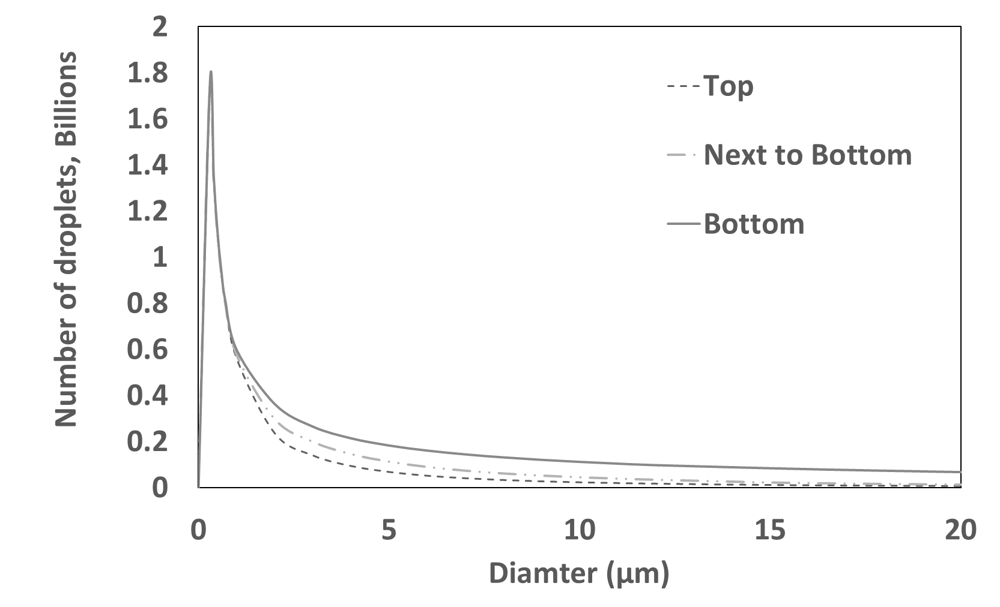 Number of droplets, Billions
2
1.8
1.6
1.4
1.2
1
0.8
0.6
0.4
0.2
0
Top
Next to Bottom
Bottom
0 5 10 15 20
Diamter (μm)